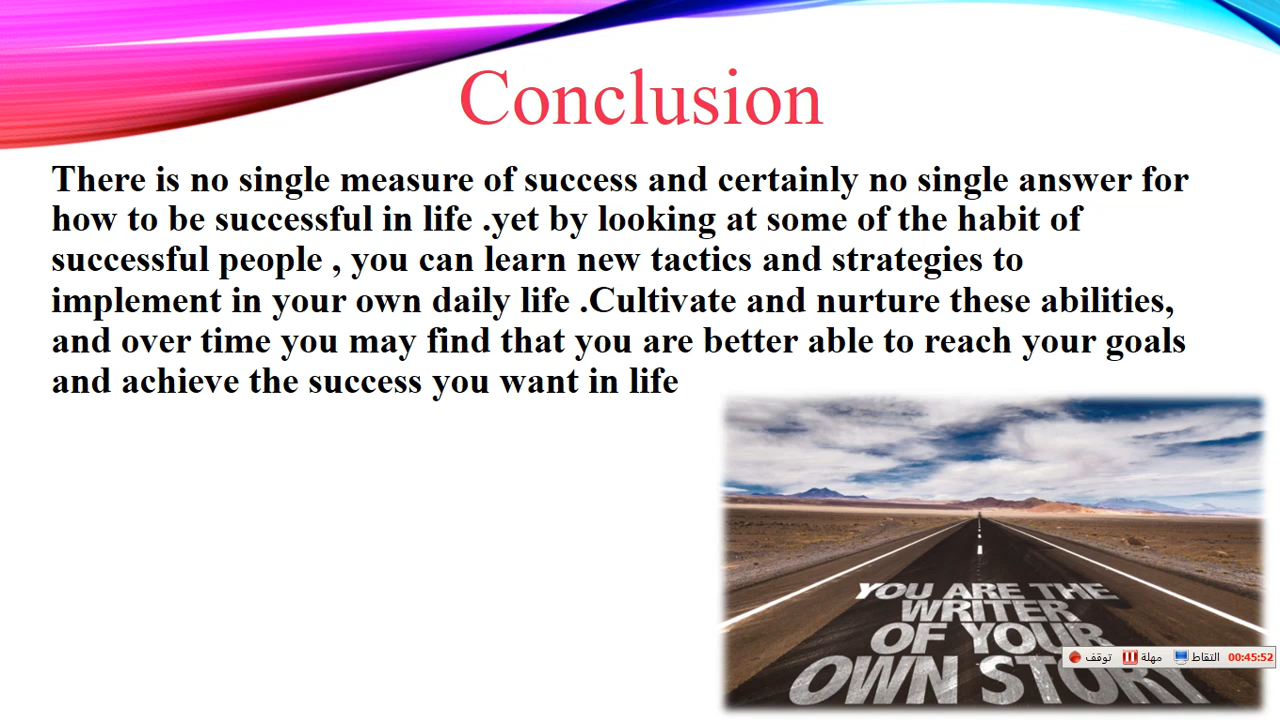 Conclusion
There is no single measure of success and certainly no single answer for
how to be successful in life .yet by looking at some of the habit of
successful people , you can learn new tactics and strategies to
implement in your own daily life .Cultivate and nurture these abilities,
and over time you may find that you are better able to reach your goals
and achieve the success you want in life
YOU ARE THE
WRITER
OF YOUR
OWN STORY
توقف مهلة التقاط 00:45:52